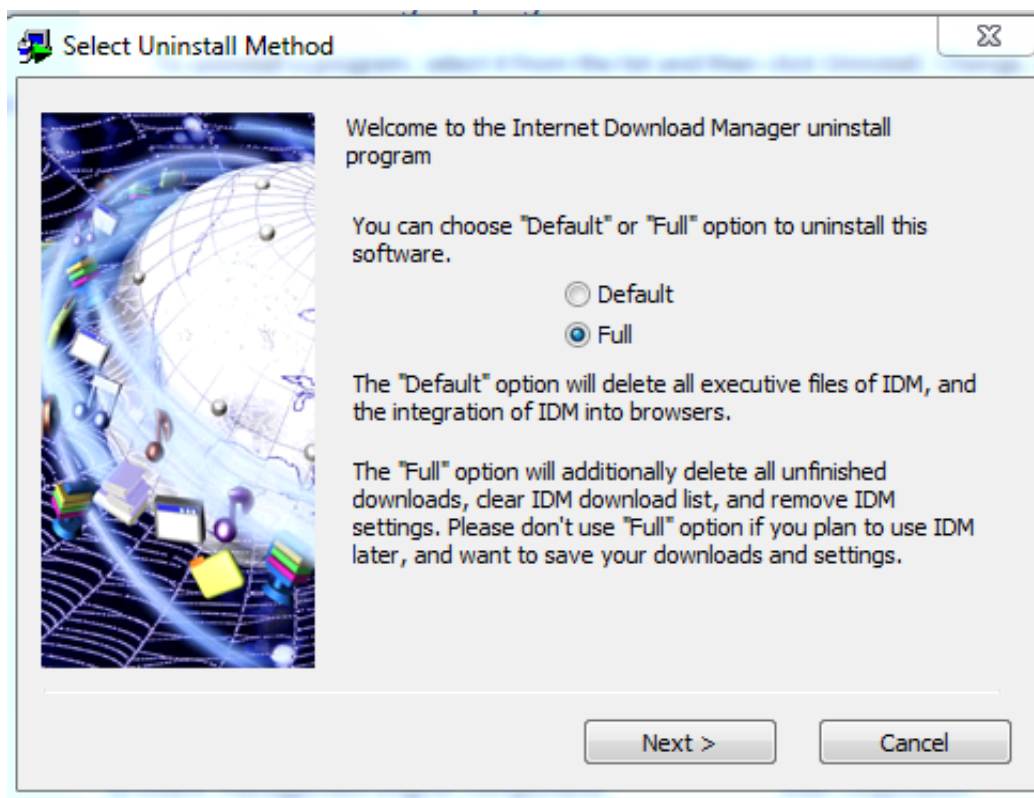 Select Uninstall Method
Welcome to the Internet Download Manager uninstall
program
You can choose "Default" or "Full" option to uninstall this
software.
Default
Full
The "Default" option will delete all executive files of IDM, and
the integration of IDM into browsers.
The "Full" option will additionally delete all unfinished
downloads, clear IDM download list, and remove IDM
settings. Please don't use "Full" option if you plan to use IDM
later, and want to save your downloads and settings.
Next >
Cancel